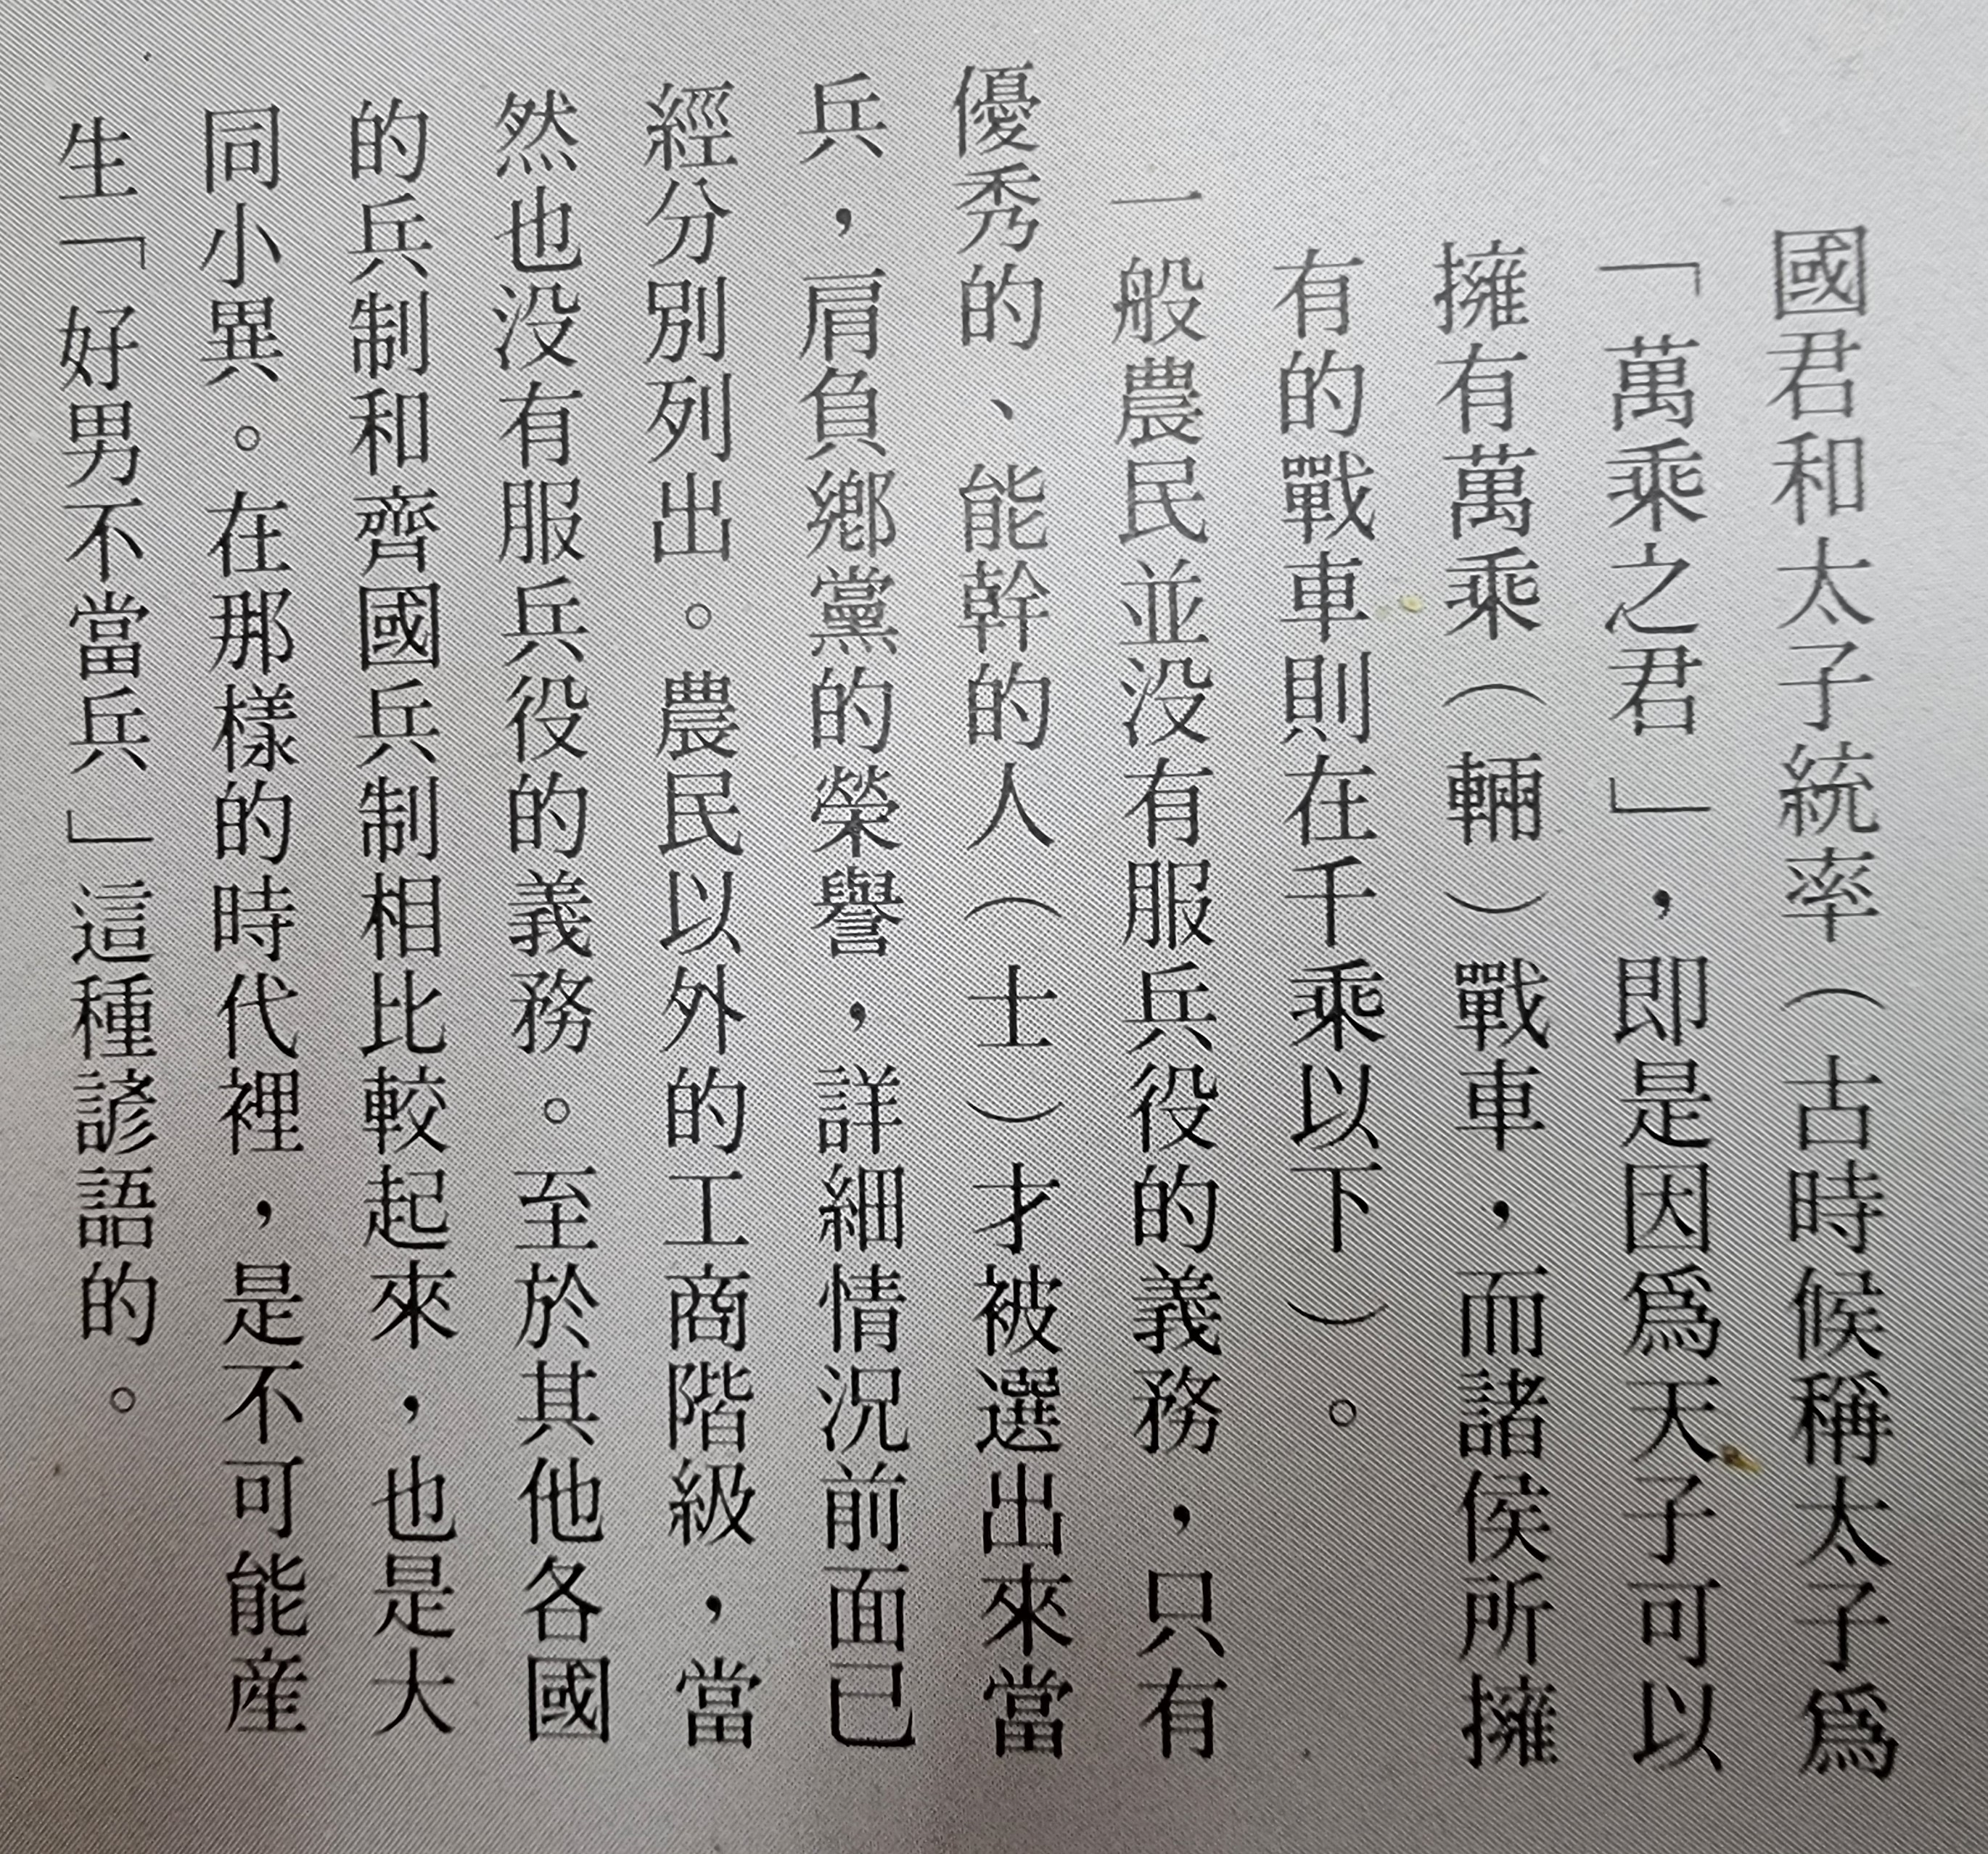 國君和太子統率（古時候稱太子爲
「萬乘之君」，即是因爲天子可以
擁有萬乘（輛）戰車，而諸侯所擁
有的戰車則在千乘以下）。
一般農民並没有服兵役的義務，只有
優秀的、能幹的人（士）才被選出來當
兵，肩負鄉黨的榮譽，詳細情況前面已
經分別列出。農民以外的工商階級，當
然也没有服兵役的義務。至於其他各國
的兵制和齊國兵制相比較起來，也是大
同小異。在那樣的時代裡，是不可能産
生「好男不當兵」這種諺語的。